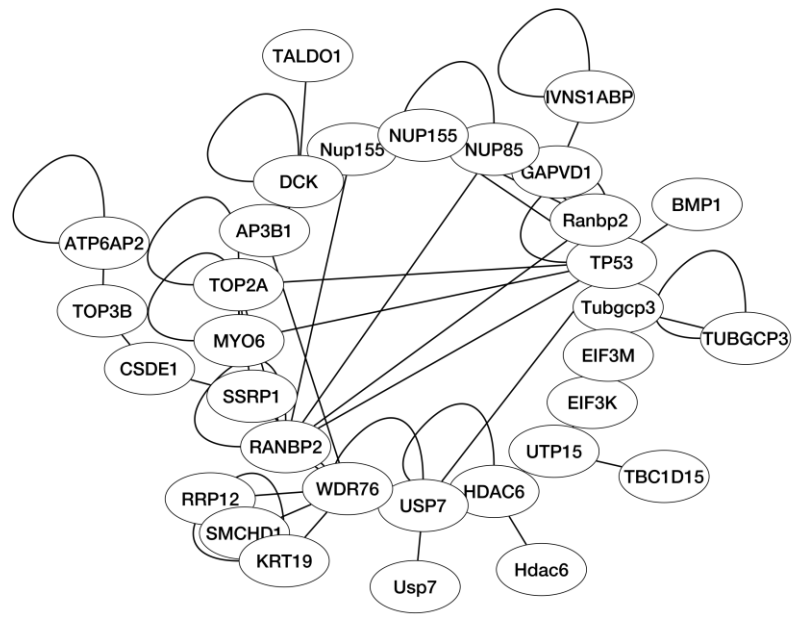 TALDO1
IVNS1ABP
Nup155
NUP155
NUP85
GAPVD1
DCK
Ranbp2
BMP1
AP3B1
ATP6AP2
TP53
TOP2A
TOP3B
Tubgcp3
TUBGCP3
MYO6
EIF3M
CSDE1
SSRP1
EIF3K
RANBP2
UTP15
TBC1D15
WDR76
HDAC6
RRP12
USP7
SMCHD1
KRT19
Hdac6
Usp7